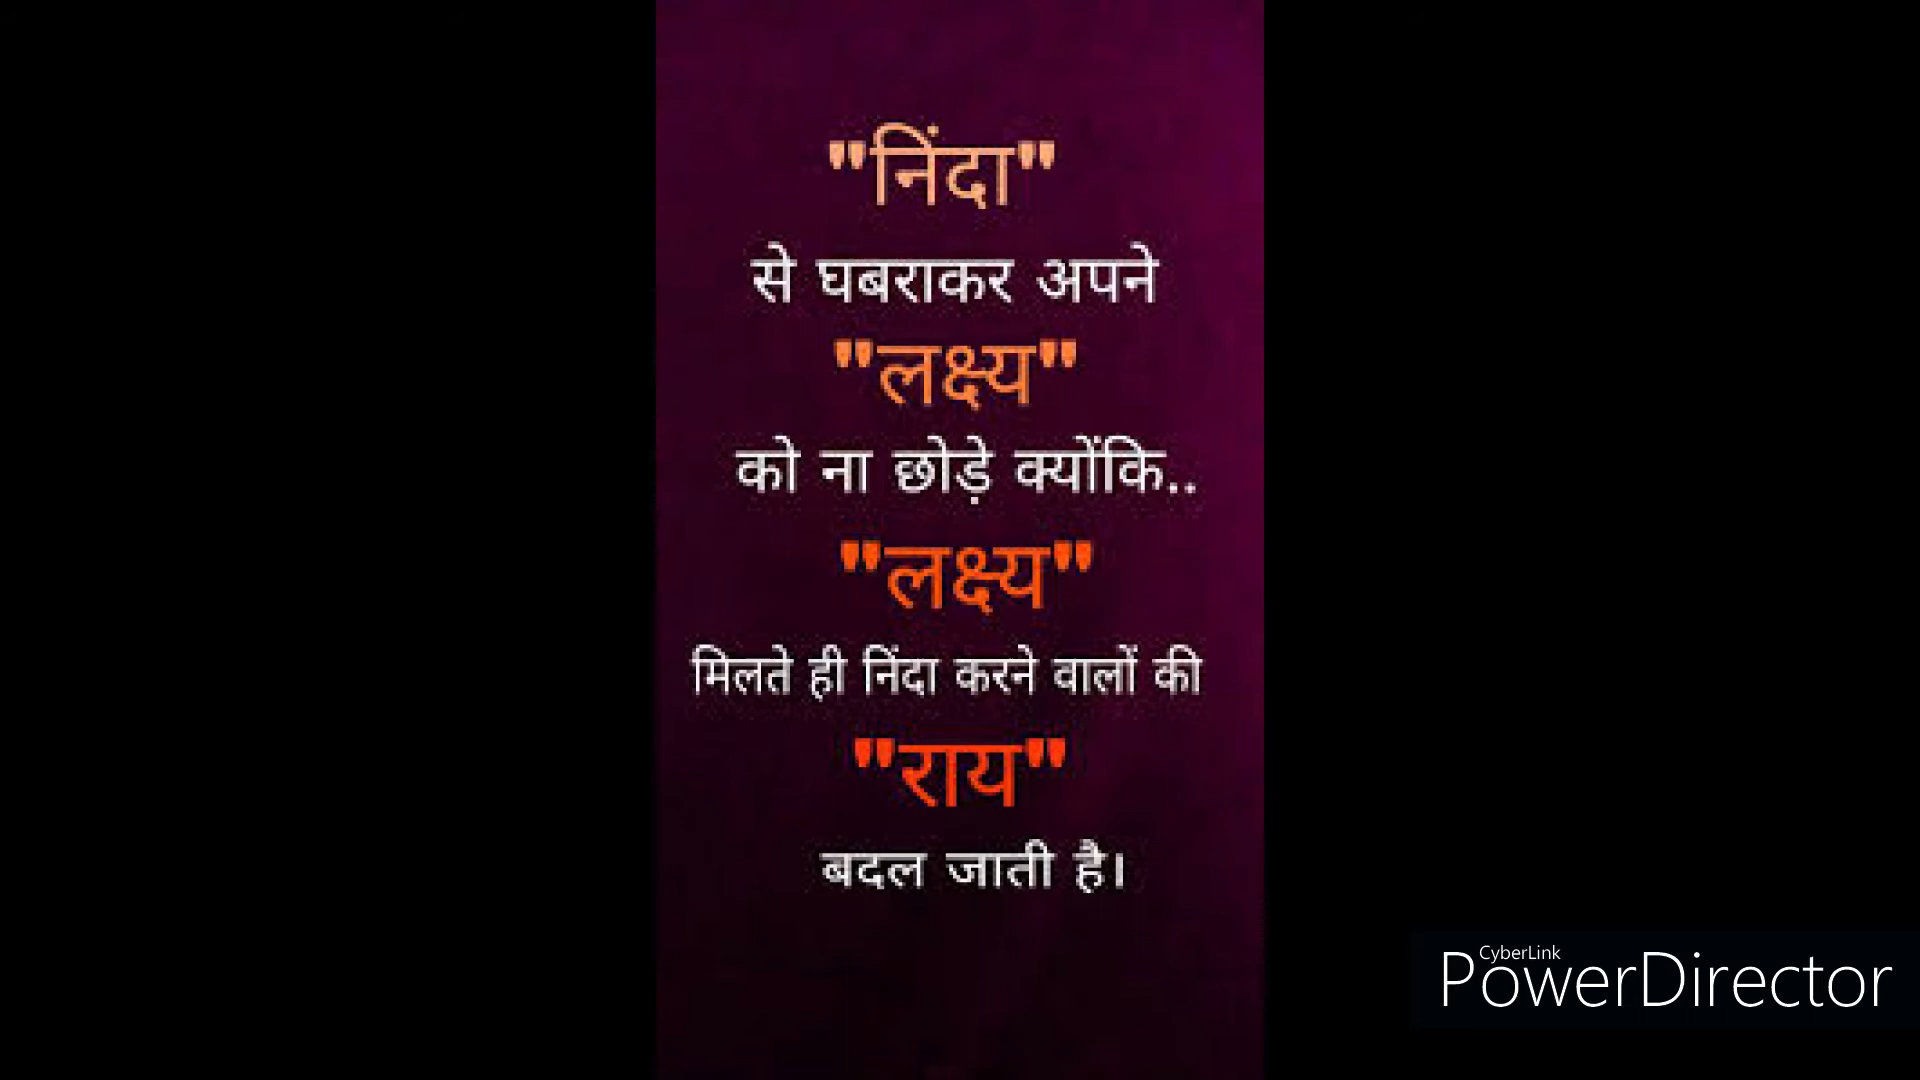 "निंदा"
से घबराकर अपने
"लक्ष्य"
को ना छोड़े क्योंकि..
"लक्ष्य"
मिलते ही निंदा करने वालों की
"राय"
बदल जाती है।
CyberLink
PowerDirector